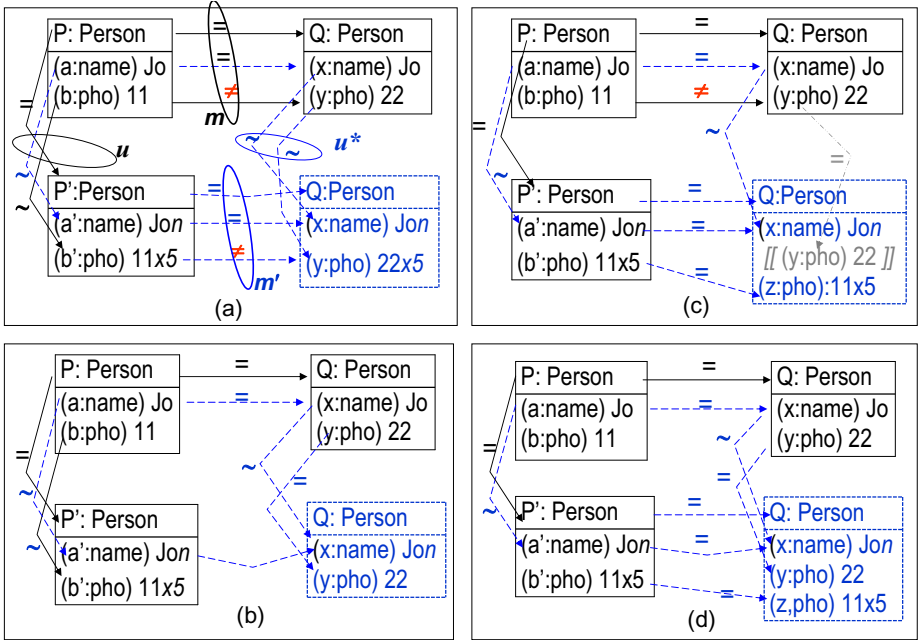 P: Person
(a:name) Jo
(b:pho) 11
=
=
≠
m
Q: Person
(x:name) Jo
(y:pho) 22
=
~
~
u
~
~
u*
P':Person
(a':name) Jon
(b':pho) 11x5
=
=
≠
m'
Q:Person
(x:name) Jon
(y:pho) 22x5
(a)
P: Person
(a:name) Jo
(b:pho) 11
=
=
≠
Q: Person
(x:name) Jo
(y:pho) 22
=
~
~
=
P': Person
(a':name) Jon
(b':pho) 11x5
=
=
=
Q:Person
(x:name) Jon
[[ (y:pho) 22 ]]
(z:pho):11x5
(c)
P: Person
(a:name) Jo
(b:pho) 11
=
=
Q: Person
(x:name) Jo
(y:pho) 22
=
~
~
~
=
P': Person
(a':name) Jon
(b':pho) 11x5
Q: Person
(x:name) Jon
(y:pho) 22
(b)
P: Person
(a:name) Jo
(b:pho) 11
=
=
Q: Person
(x:name) Jo
(y:pho) 22
=
~
~
=
P': Person
(a':name) Jon
(b':pho) 11x5
=
=
=
Q: Person
(x:name) Jon
(y:pho) 22
(z,pho) 11x5
(d)